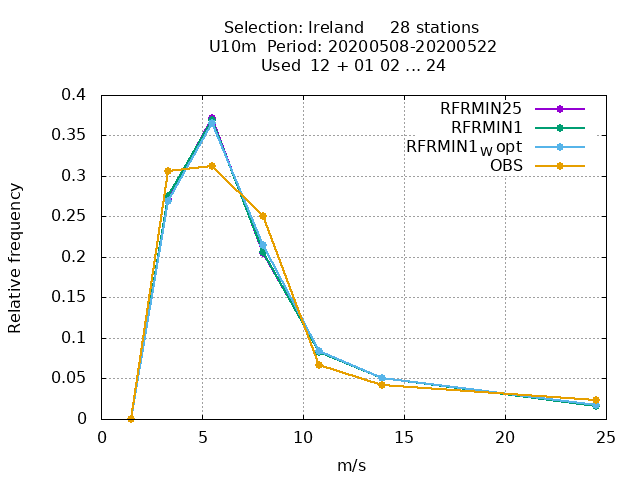 Selection: Ireland 28 stations
U10m Period: 20200508-20200522
Used 12 + 01 02 ... 24
0.4
0.35
0.3
0.25
0.2
0.15
0.1
0.05
0
Relative frequency
RFRMIN25
RFRMIN1
RFRMIN1W opt
OBS
0 5 10 15 20 25
m/s